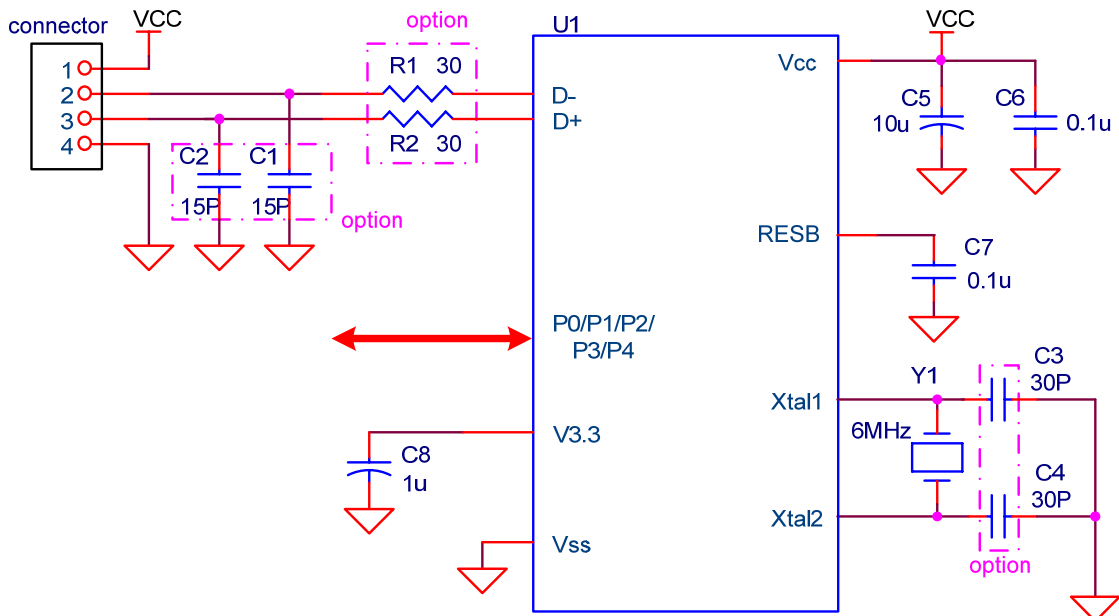 connector
VCC
1
2
3
4
option
R1 30
R2 30
C2 C1
15P 15P
option
U1
D-
D+
P0/P1/P2/
P3/P4
V3.3
C8
1u
Vss
Vcc
VCC
C5
10u
C6
0.1u
RESB
C7
0.1u
Xtal1
Y1
6MHz
C3
30P
C4
30P
Xtal2
option